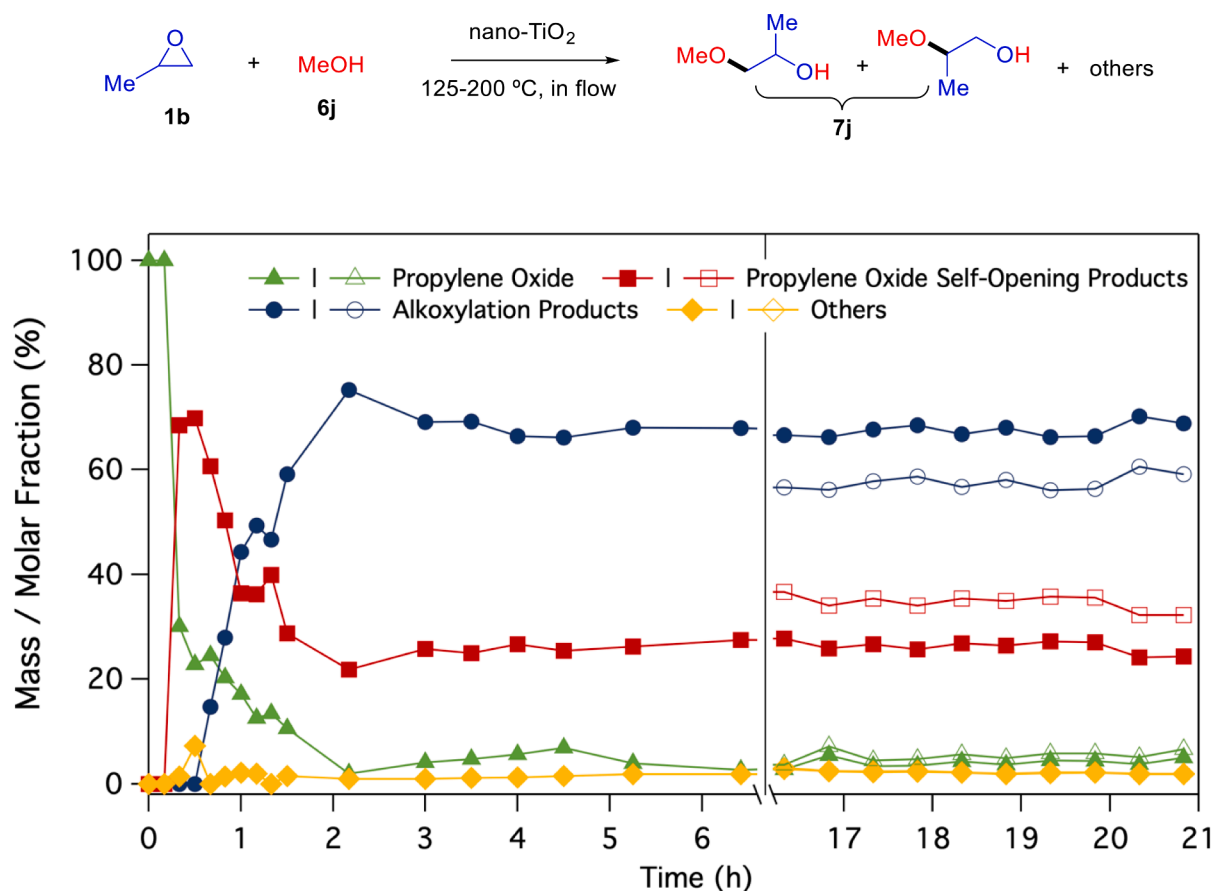 nano-TiO2
125-200 ºC, in flow
O
Me
1b
+
MeOH
6j
MeO
Me
OH
+
MeO
OH
Me
7j
+ others
Mass / Molar Fraction (%)
100
80
60
40
20
0
| Propylene Oxide
| Propylene Oxide Self-Opening Products
| Alkoxylation Products
| Others
0 1 2 3 4 5 6 17 18 19 20 21
Time (h)